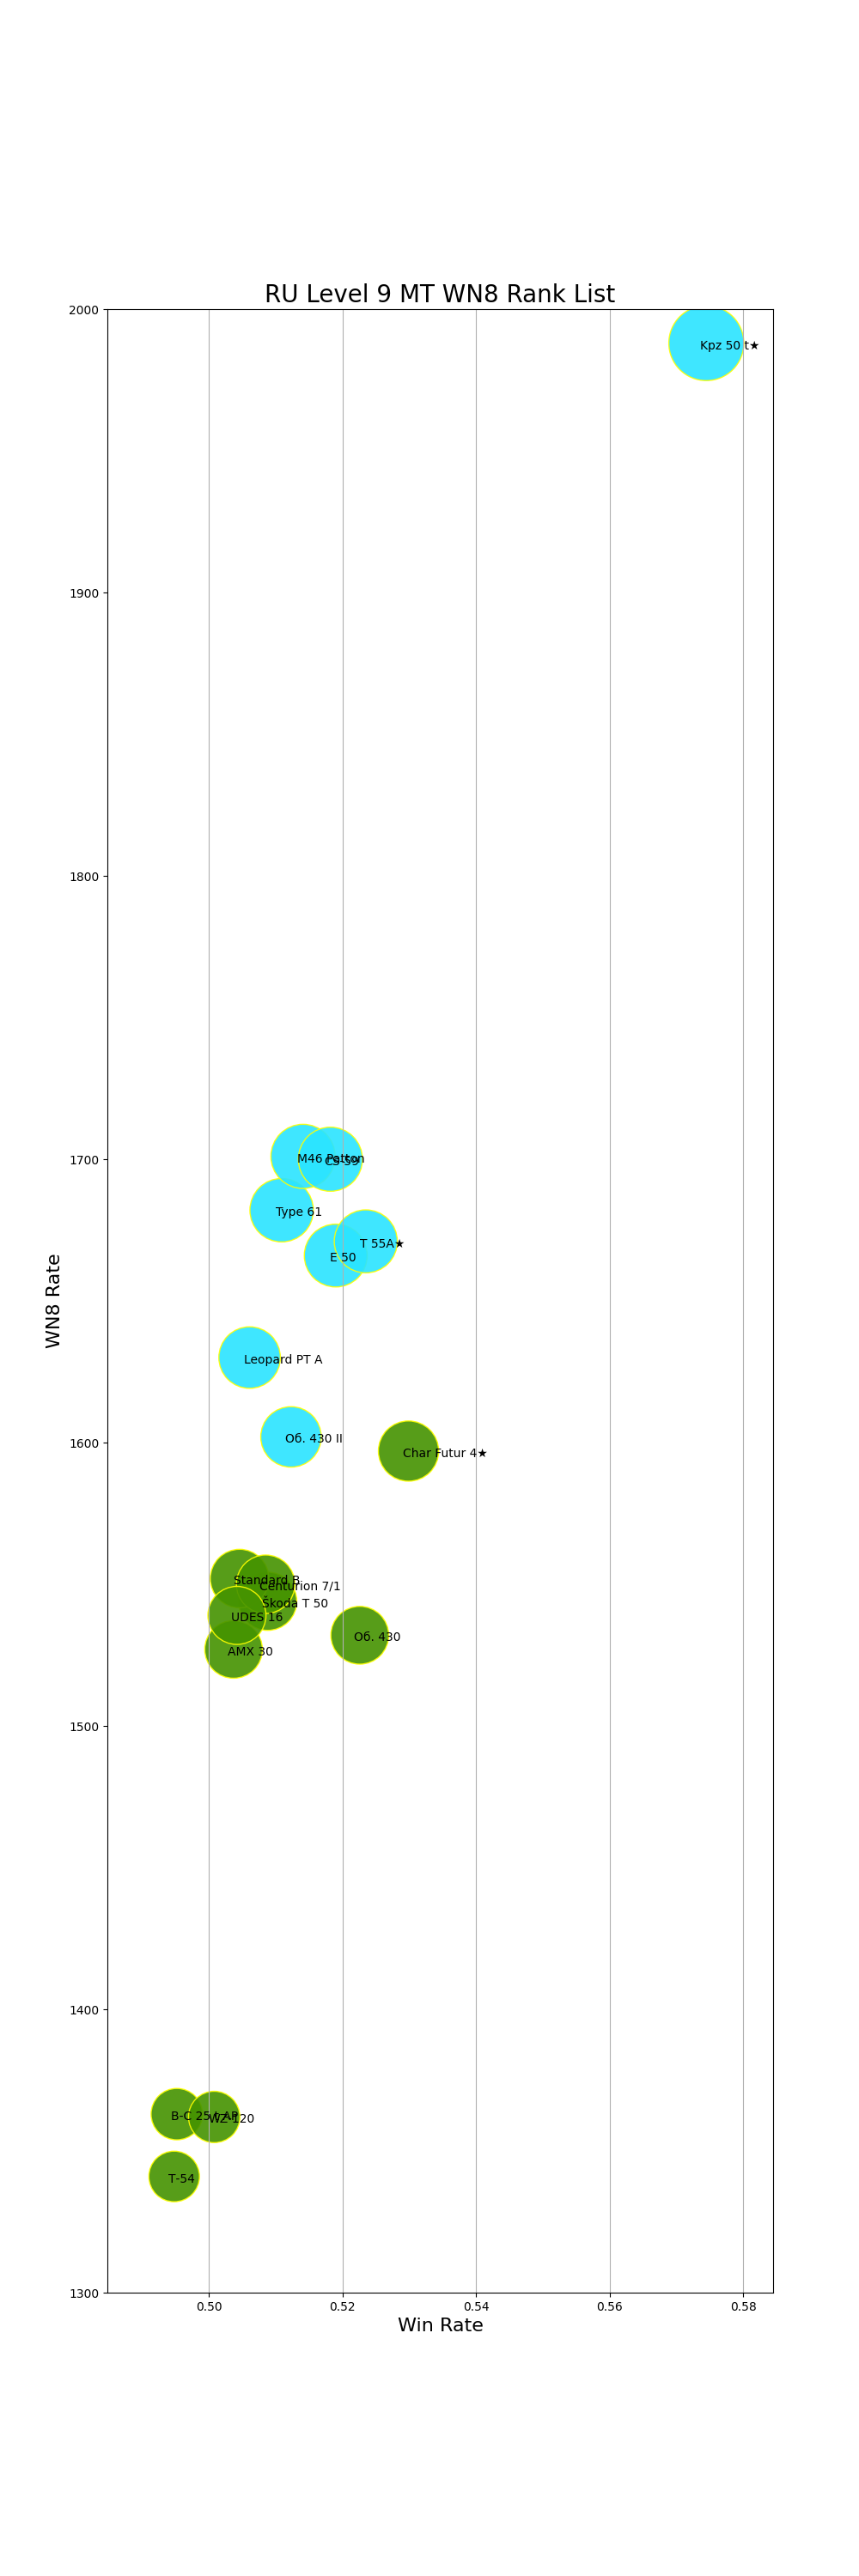 RU Level 9 MT WN8 Rank List
2000
Kpz 50 t★
1900
1800
1700
M46 Patton
CS-59
Type 61
T 55A★
E 50
WN8 Rate
Leopard PT A
1600
Об. 430 II
Char Futur 4★
Standard B
Centurion 7/1
Škoda T 50
UDES 16
Об. 430
AMX 30
1500
1400
B-C 25 t AP
WZ-120
T-54
1300
0.50
0.52
0.54
0.56
0.58
Win Rate